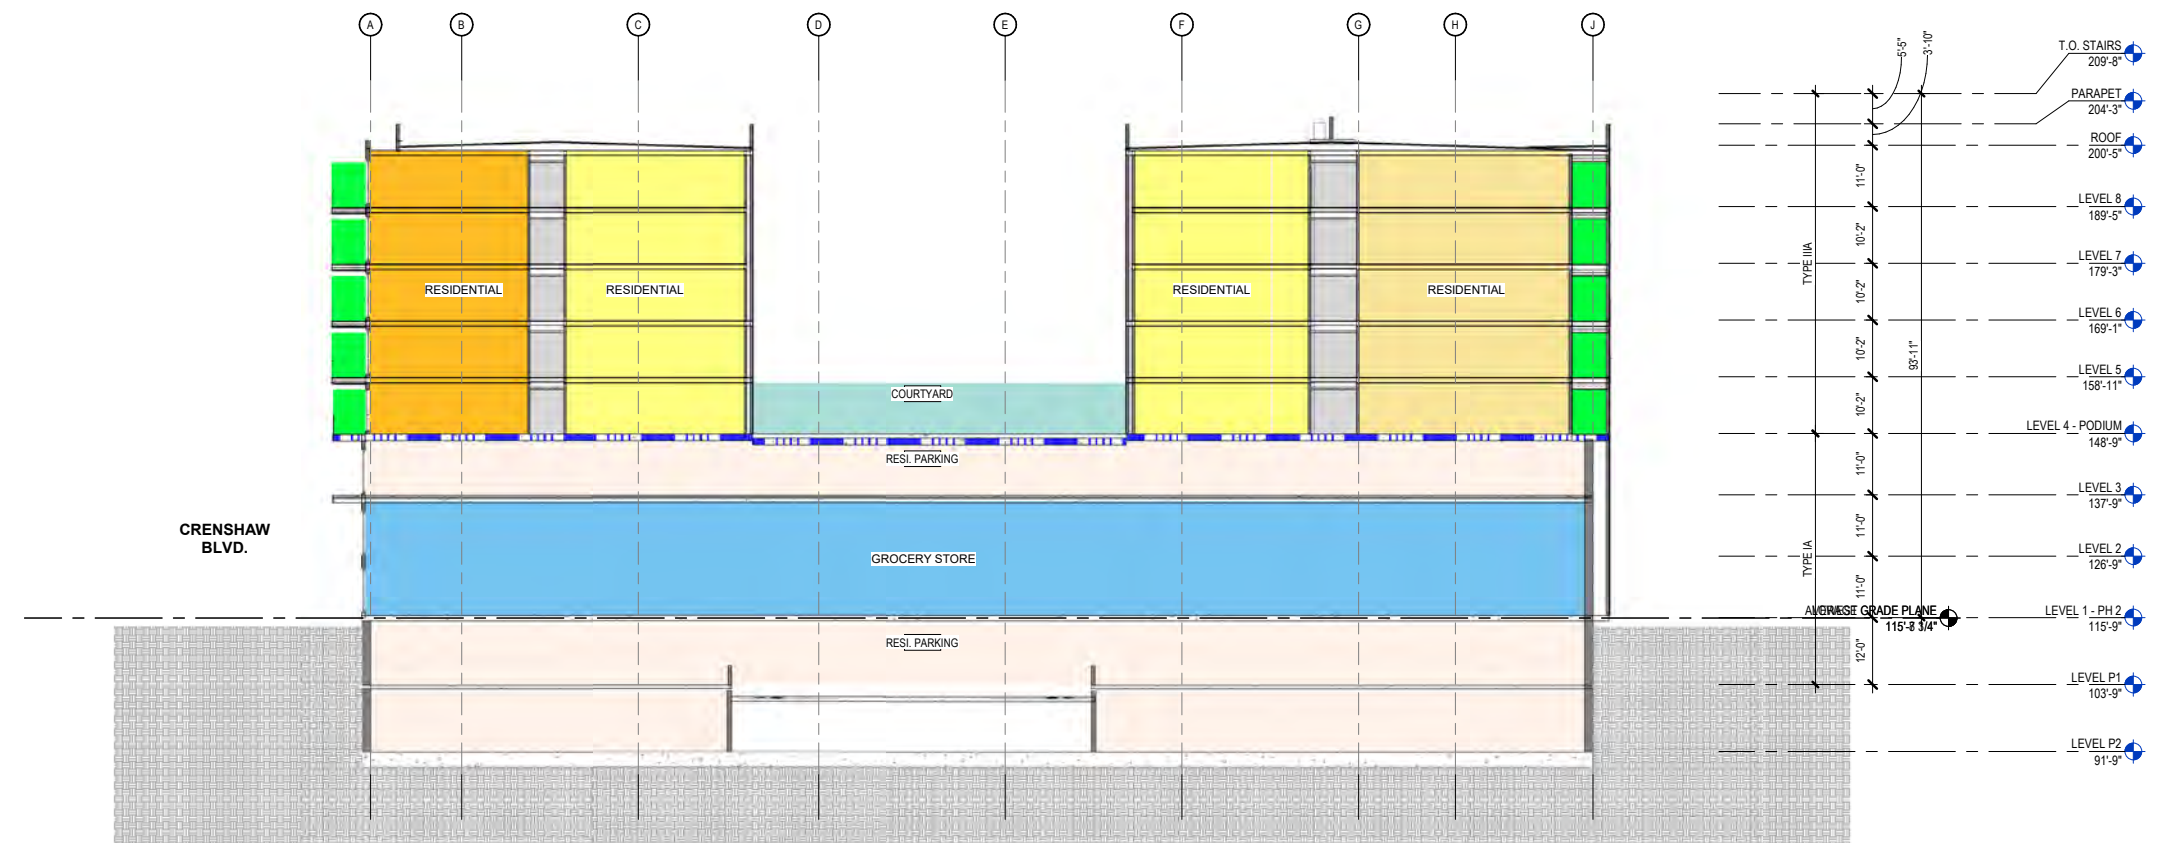 A B C D E F G H J
5'-5"
3'-10"
T.O. STAIRS
209'-8"
PARAPET
204'-3"
ROOF
200'-5"
11'-0"
LEVEL 8
189'-5"
10'-2"
TYPE IIIA
LEVEL 7
179'-3"
RESIDENTIAL RESIDENTIAL RESIDENTIAL RESIDENTIAL
10'-2"
LEVEL 6
169'-1"
10'-2"
93'-11"
LEVEL 5
158'-11"
COURTYARD
10'-2"
LEVEL 4 - PODIUM
148'-9"
RESI. PARKING
11'-0"
LEVEL 3
137'-9"
CRENSHAW
BLVD.
11'-0"
GROCERY STORE
TYPE IA
LEVEL 2
126'-9"
11'-0"
GRADE PLANE
LEVEL 1 - PH 2
115'-9"
RESI. PARKING
12'-0"
LEVEL P1
103'-9"
LEVEL P2
91'-9"